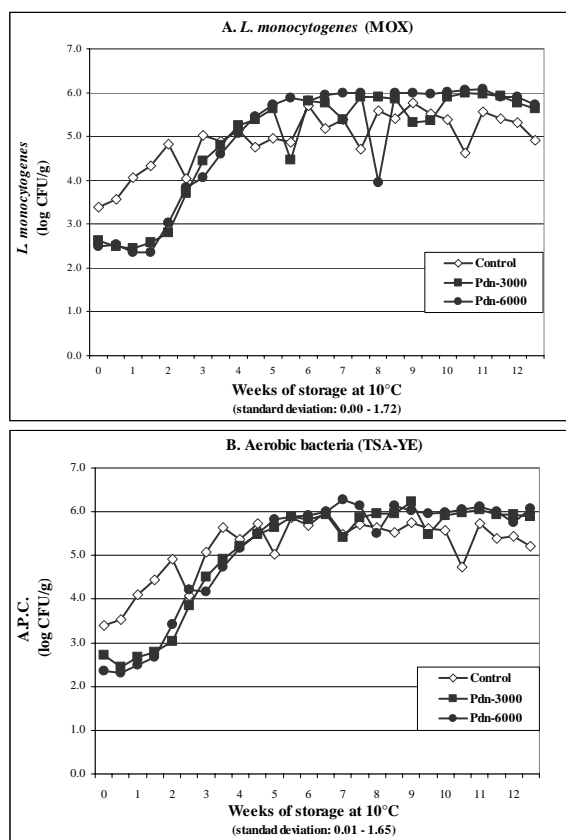 A. L. monocytogenes (MOX)
7.0
6.0
5.0
4.0
3.0
2.0
1.0
0.0
L. monocytogenes
(log CFU/g)
Control
Pdn-3000
Pdn-6000
0 1 2 3 4 5 6 7 8 9 10 11 12
Weeks of storage at 10°C
(standard deviation: 0.00 - 1.72)
B. Aerobic bacteria (TSA-YE)
7.0
6.0
5.0
4.0
3.0
2.0
1.0
0.0
A.P.C.
(log CFU/g)
Control
Pdn-3000
Pdn-6000
0 1 2 3 4 5 6 7 8 9 10 11 12
Weeks of storage at 10°C
(standad deviation: 0.01 - 1.65)